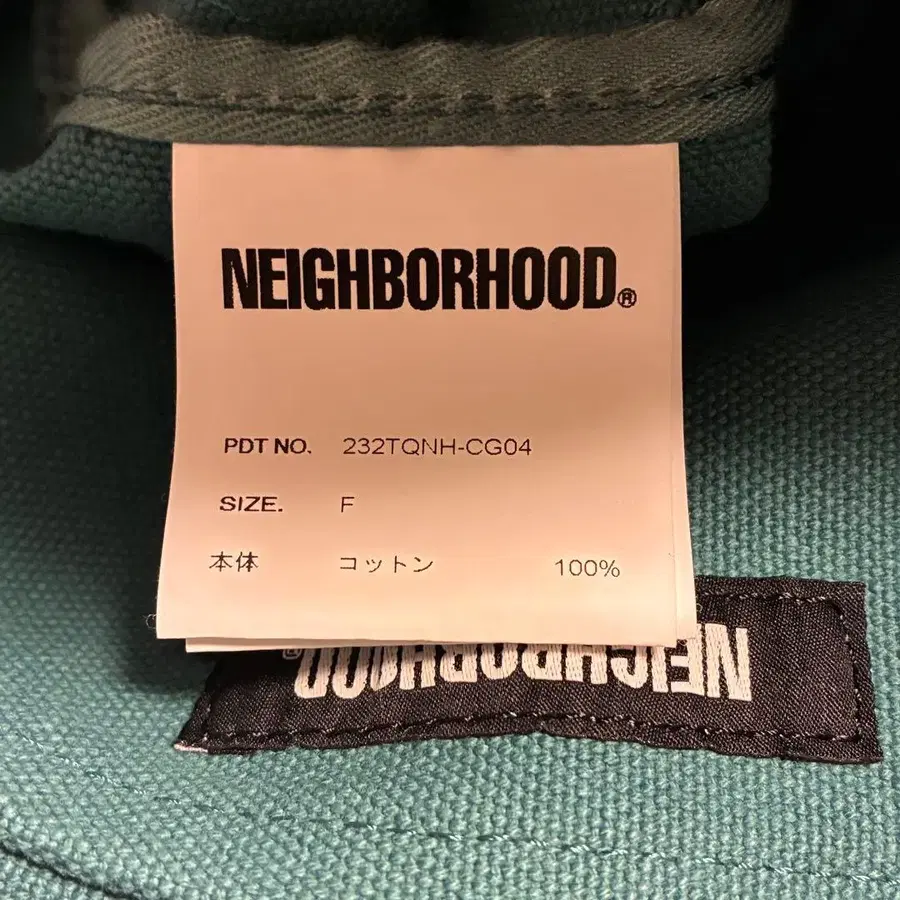 NEIGHBORHOOD®
PDT NO. 232TQNH-CG04
SIZE. F
本体 コットン 100%
NEIGHBORHOOD®